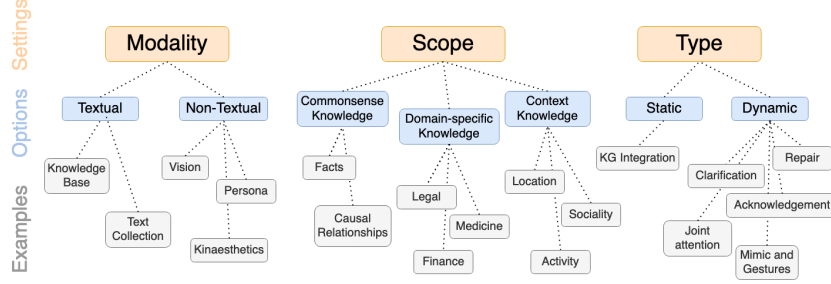 Settings
Modality
Scope
Type
Options
Textual
Non-Textual
Commonsense
Knowledge
Domain-specific
Knowledge
Context
Knowledge
Static
Dynamic
Examples
Knowledge
Base
Text
Collection
Vision
Persona
Kinaesthetics
Facts
Causal
Relationships
Legal
Medicine
Finance
Location
Sociality
Activity
KG Integration
Clarification
Repair
Acknowledgement
Joint
attention
Mimic and
Gestures